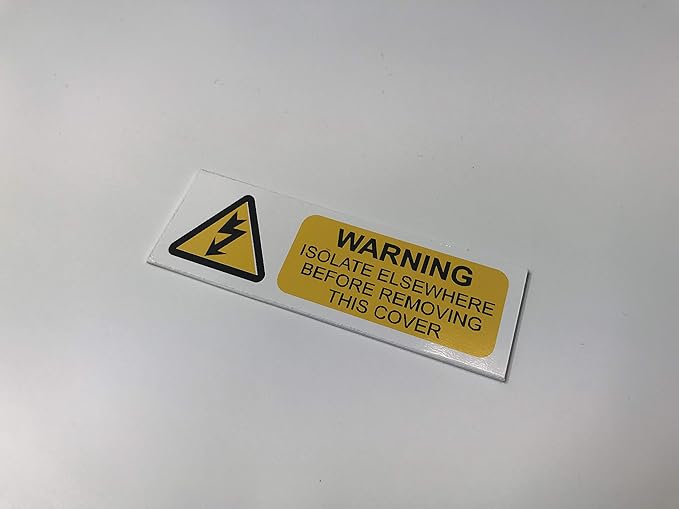 WARNING
ISOLATE ELSEWHERE
BEFORE REMOVING
THIS COVER